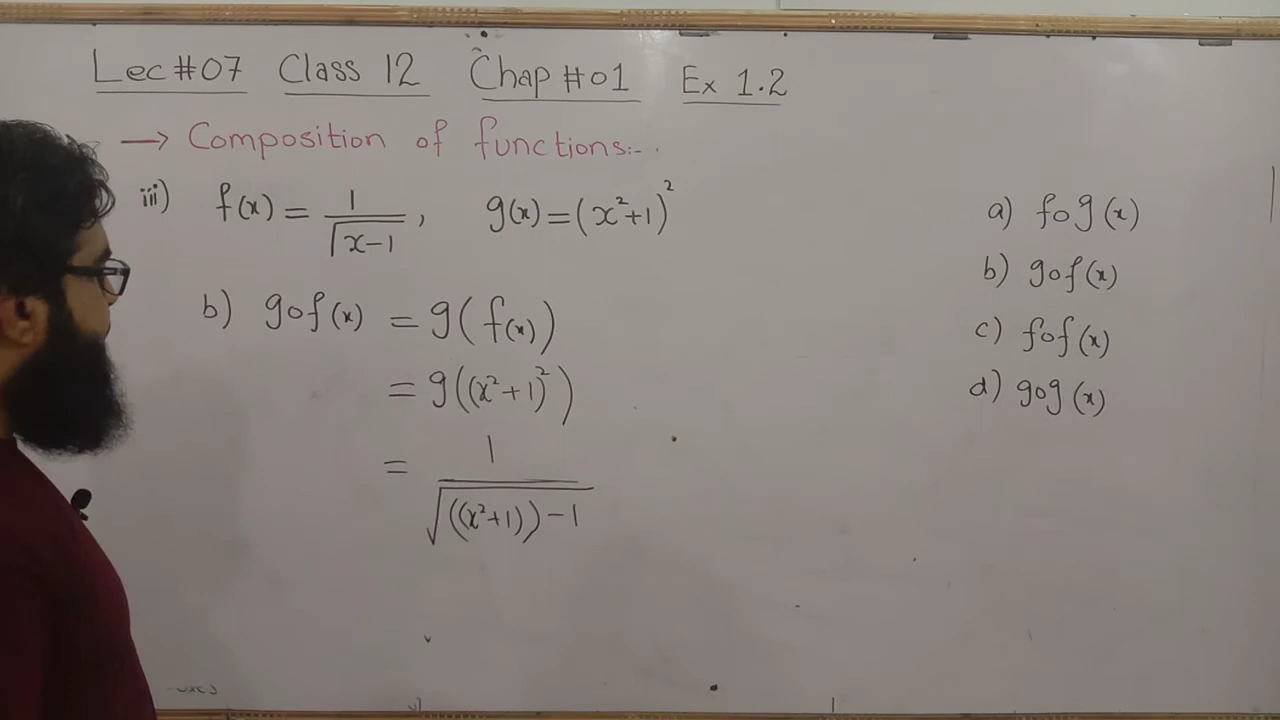 Lec #07 Class 12 Chap #01 Ex 1.2
→ Composition of functions:-
iii) f(x) = 1/√(x-1), g(x) = (x²+1)²
a) fog(x)
b) gof(x)
c) fof(x)
d) gog(x)
b) gof(x) = g(f(x))
= g((x²+1)²)
= 1/√(((x²+1))-1)